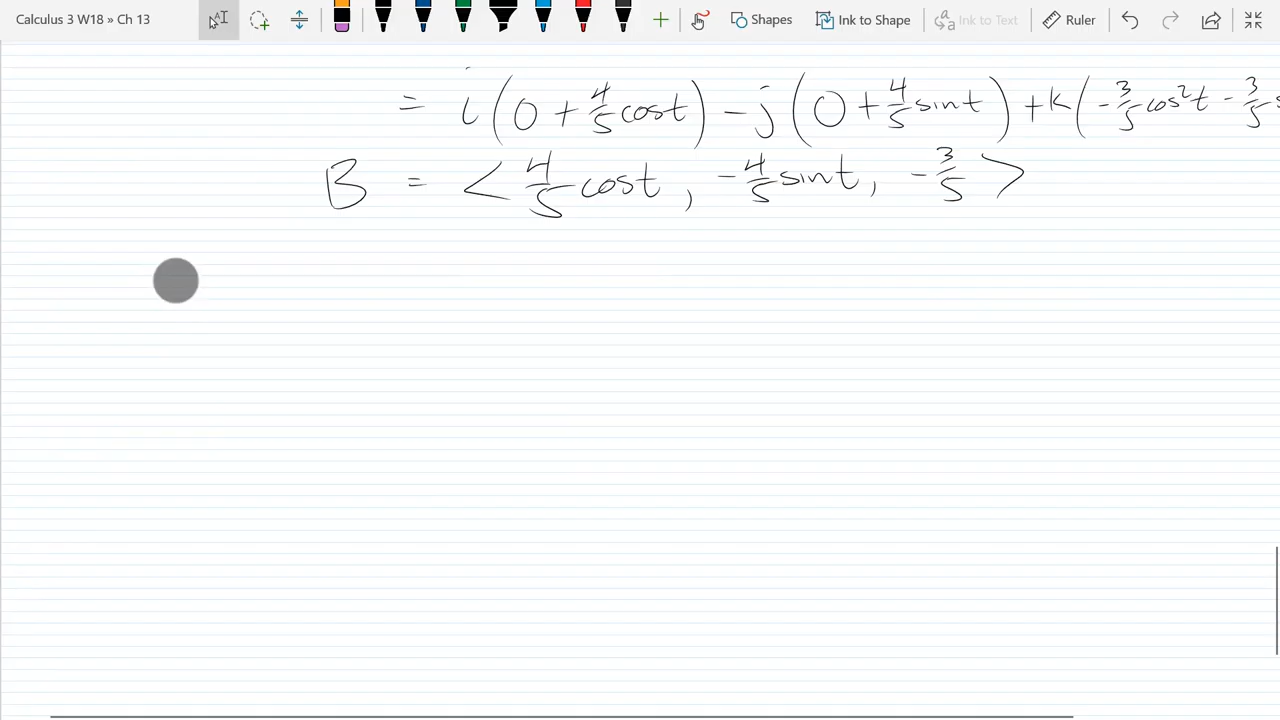 Calculus 3 W18 » Ch 13
Shapes Ink to Shape Ink to Text Ruler
= i(0 + 4/5 cos t) - j(0 + 4/5 sin t) + k(-3/5 cos² t - 3/5 s
B = < 4/5 cos t, -4/5 sin t, -3/5 >